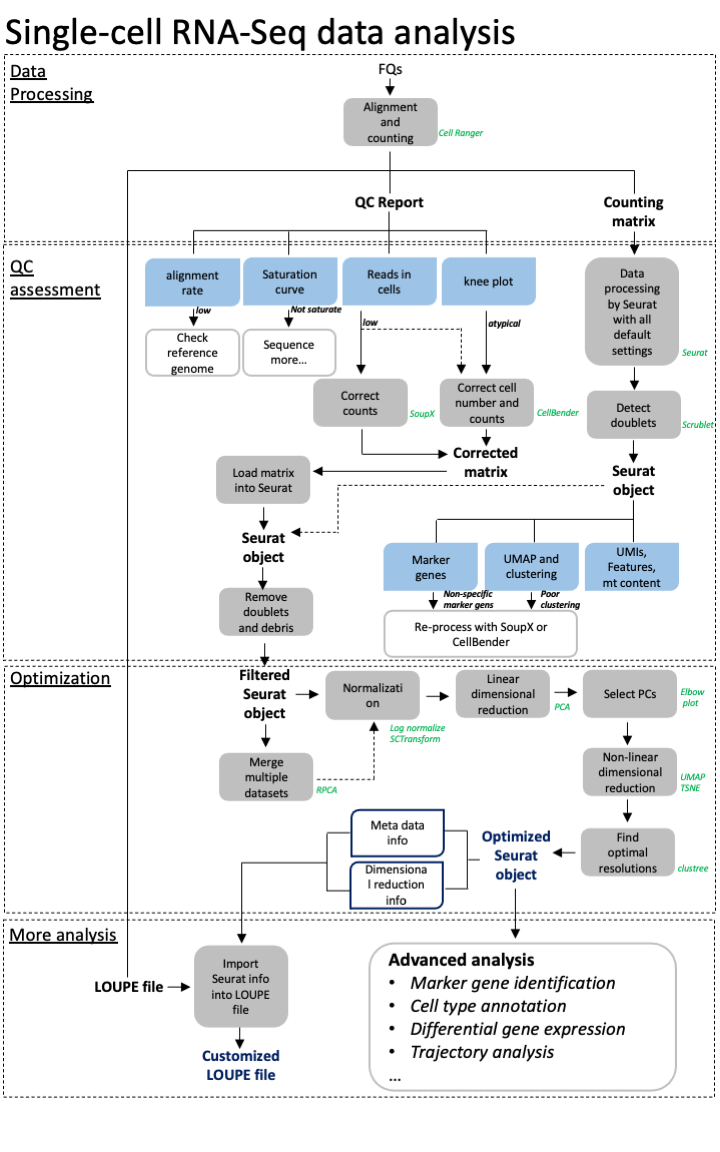 Single-cell RNA-Seq data analysis
Data
Processing
FQs
Alignment
and
counting
Cell Ranger
QC Report
Counting
matrix
QC
assessment
alignment
rate
Saturation
curve
Reads in
cells
knee plot
Data
processing
by Seurat
with all
default
settings
Seurat
low
Not saturate
low
atypical
Check
reference
genome
Sequence
more...
Correct
counts
SoupX
Correct cell
number and
counts
CellBender
Detect
doublets
Scrublet
Corrected
matrix
Load matrix
into Seurat
Seurat
object
Seurat
object
Marker
genes
UMAP and
clustering
UMIs,
Features,
mt content
Non-specific
marker gens
Poor
clustering
Remove
doublets
and debris
Re-process with SoupX or
CellBender
Optimization
Filtered
Seurat
object
Normalizati
on
Log normalize
SCTransform
Linear
dimensional
reduction
PCA
Select PCs
Elbow
plot
Merge
multiple
datasets
RPCA
Non-linear
dimensional
reduction
UMAP
TSNE
Meta data
info
Dimensiona
l reduction
info
Optimized
Seurat
object
Find
optimal
resolutions
clustree
More analysis
LOUPE file
Import
Seurat info
into LOUPE
file
Customized
LOUPE file
Advanced analysis
• Marker gene identification
• Cell type annotation
• Differential gene expression
• Trajectory analysis
...